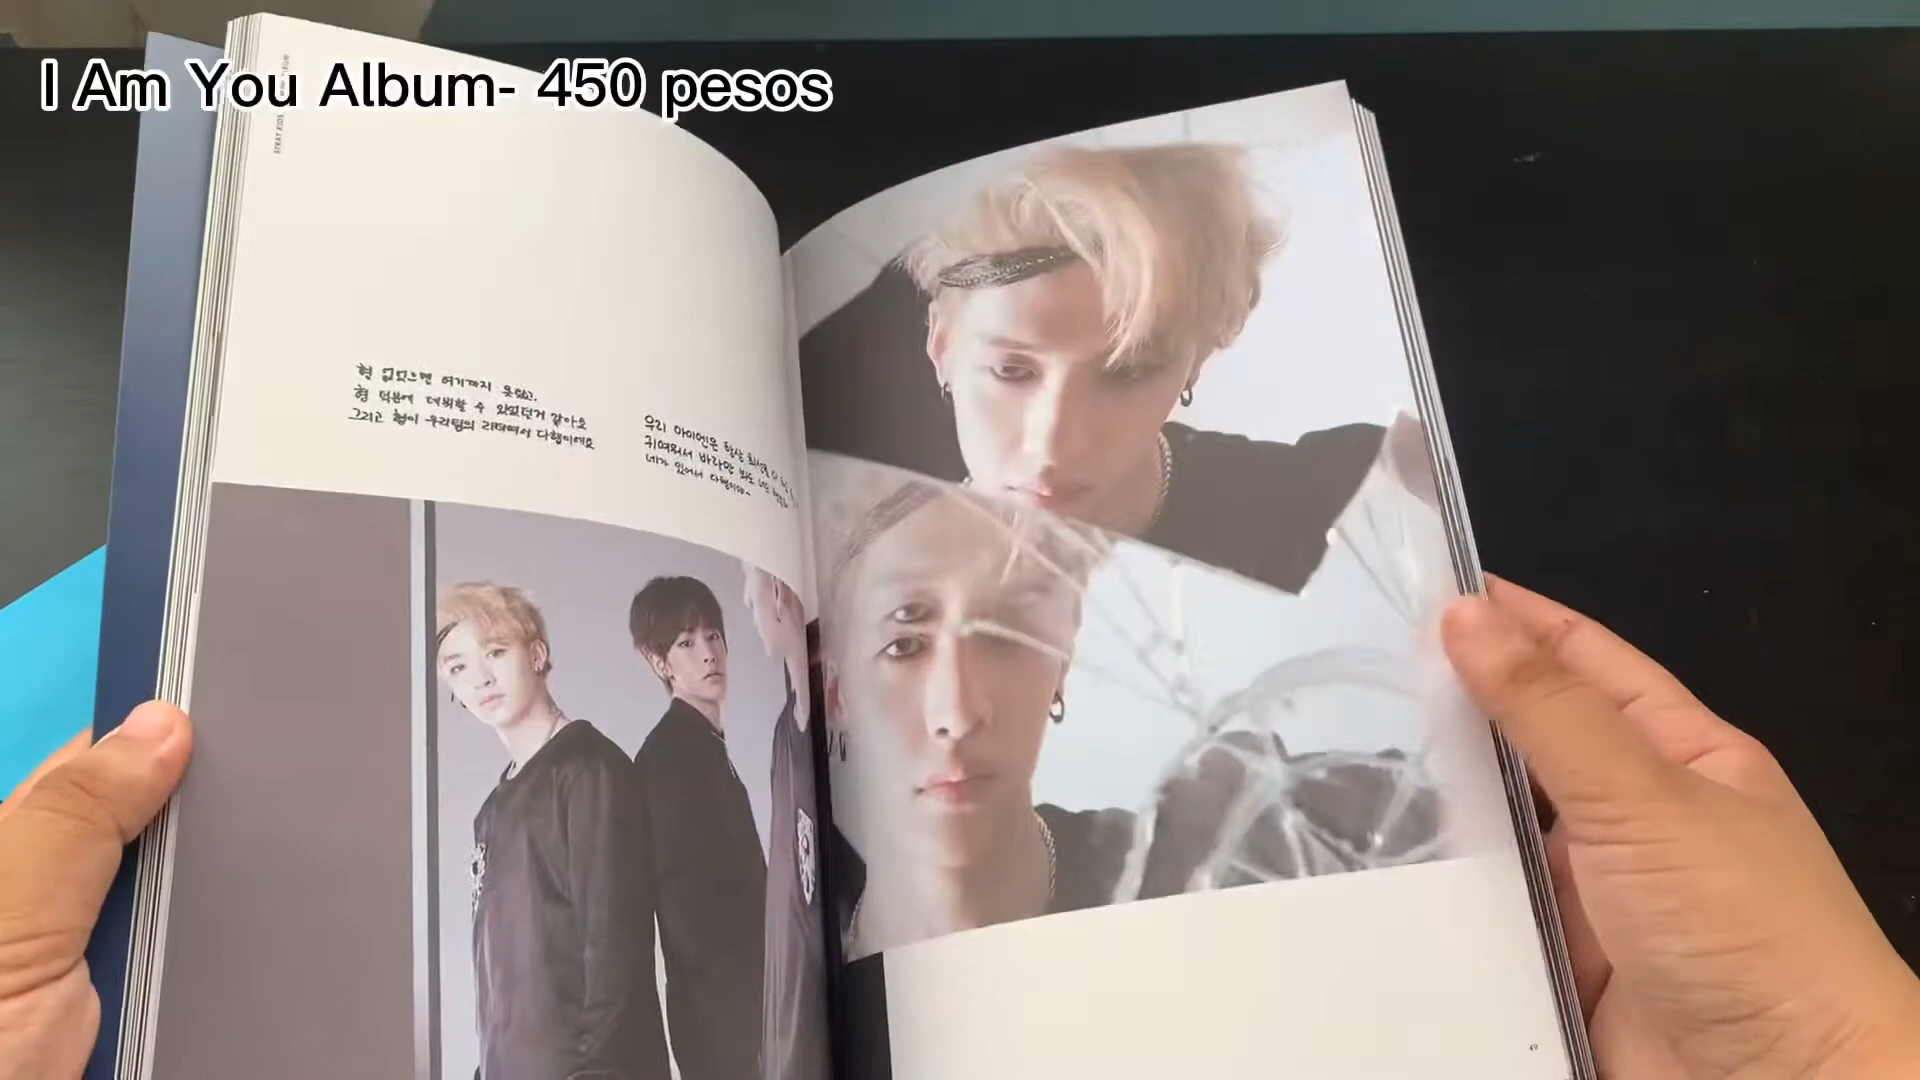 I Am You Album- 450 pesos
STRAY KIDS
형 없었으면 여기까지 못왔고.
형 덕분에 데뷔할 수 있었던거 같아요
그리고 형이 우리팀의 리더여서 다행이에요
우리 아이엔은 항상 최선을
귀여워서 바라만 봐도
네가 있어서 다행이야~
49